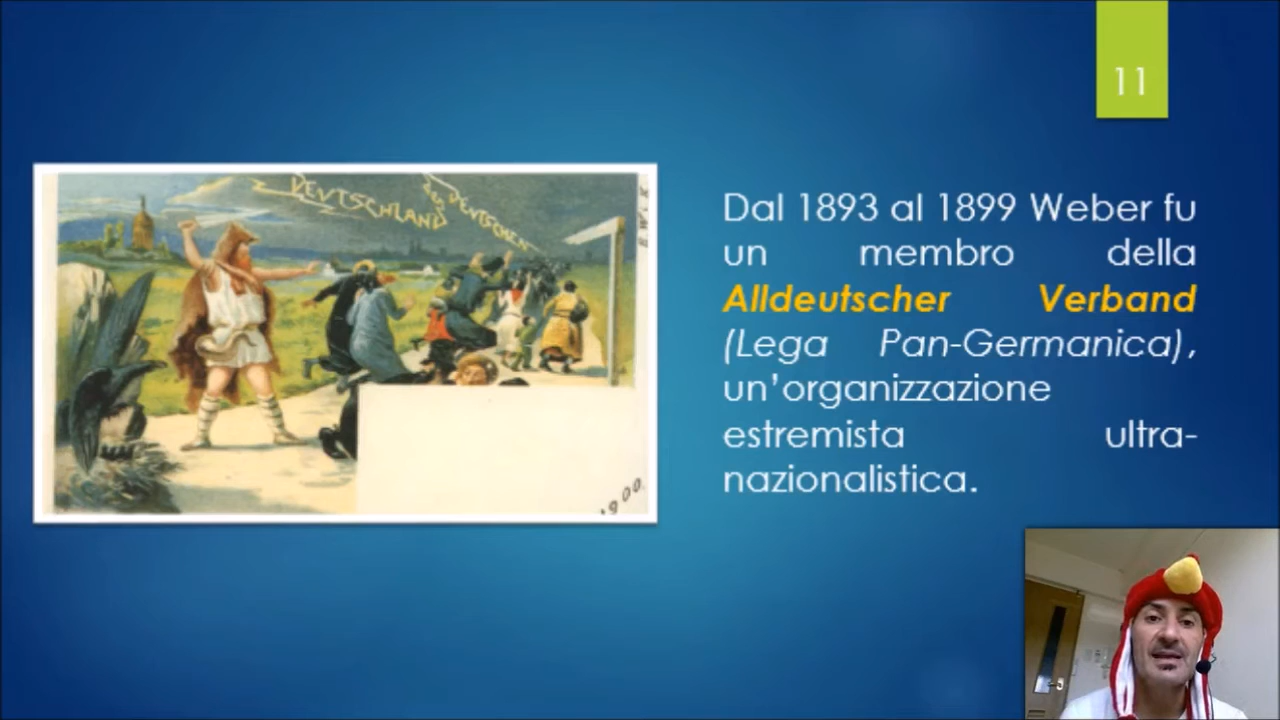 11
DEUTSCHLAND
DES
DEUTSCHEN
Dal 1893 al 1899 Weber fu
un membro della
Alldeutscher Verband
(Lega Pan-Germanica),
un’organizzazione
estremista ultra-
nazionalistica.
1900